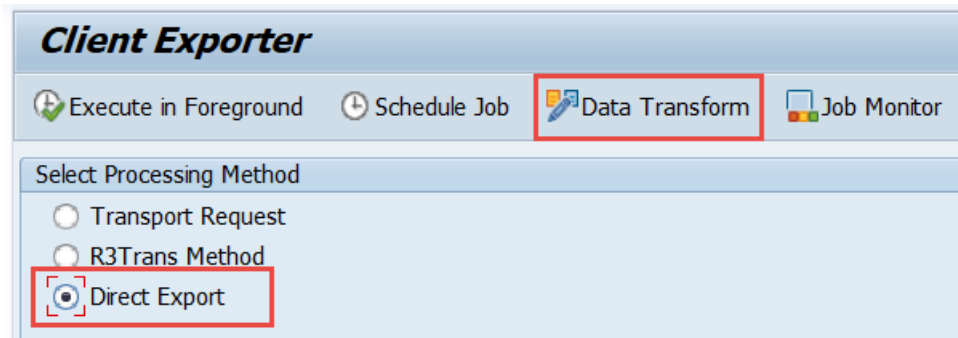 Client Exporter
Execute in Foreground Schedule Job Data Transform Job Monitor
Select Processing Method
Transport Request
R3Trans Method
Direct Export